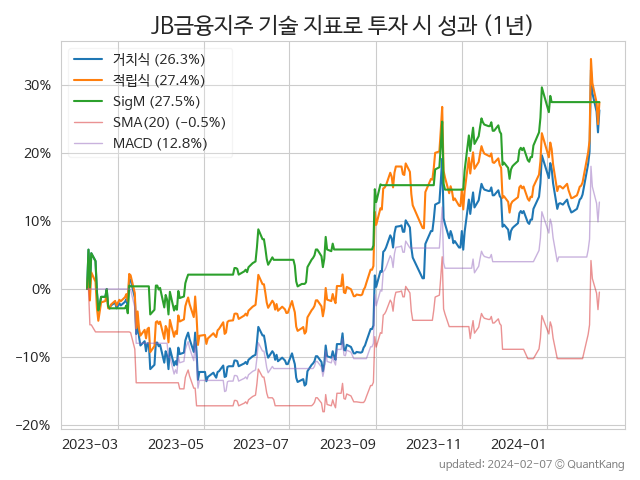 JB금융지주 기술 지표로 투자 시 성과 (1년)
거치식 (26.3%)
적립식 (27.4%)
SigM (27.5%)
SMA(20) (−0.5%)
MACD (12.8%)
30%
20%
10%
0%
−10%
−20%
2023-03 2023-05 2023-07 2023-09 2023-11 2024-01
updated: 2024-02-07 © QuantKang